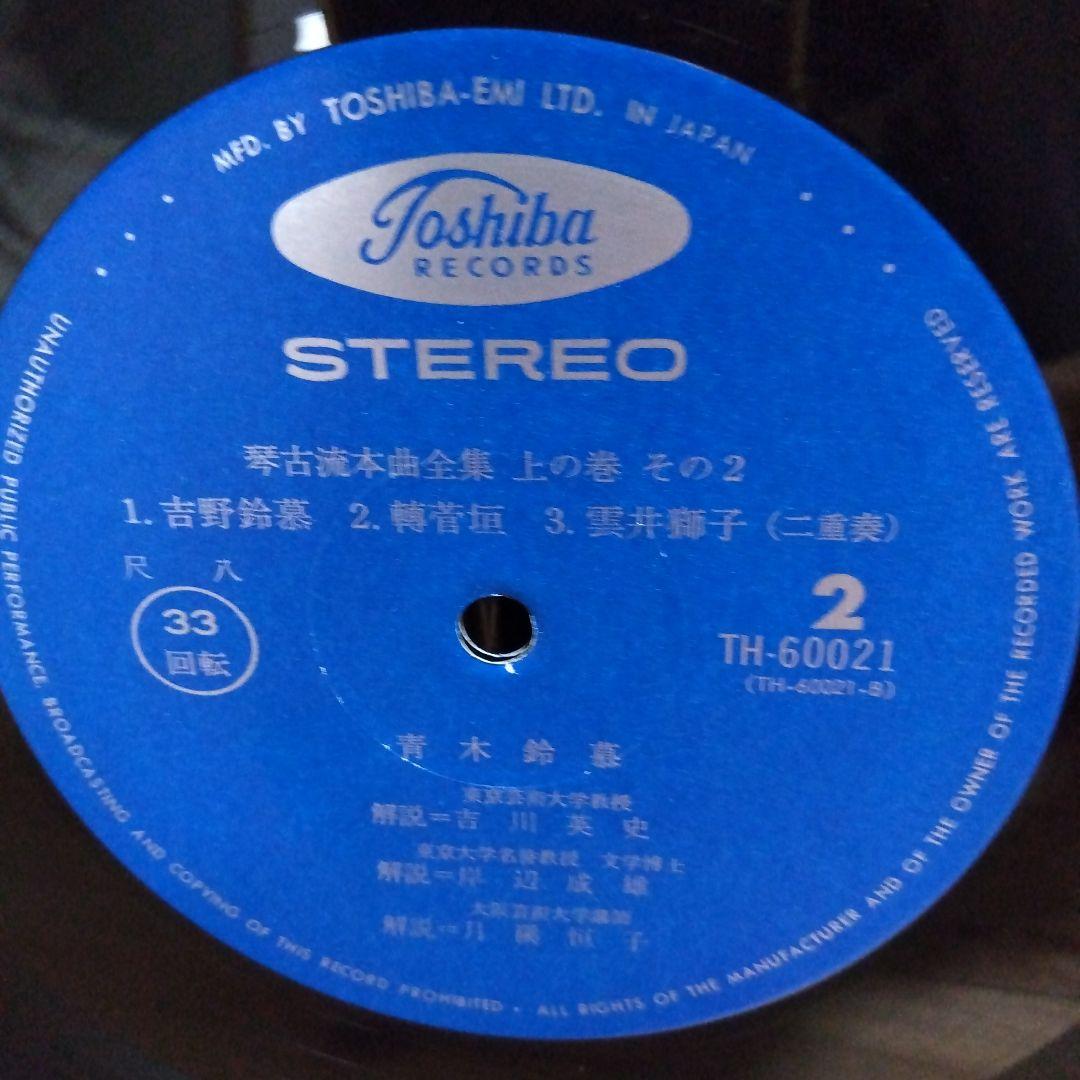 MFD. BY TOSHIBA-EMI LTD. IN JAPAN
Toshiba
RECORDS
STEREO
琴古流本曲全集 上の巻 その2
1. 吉野鈴慕 2. 轉菅垣 3. 雲井獅子 (二重奏)
尺 八
33
回転
2
TH-60021
(TH-60021-B)
青 木 鈴 慕
東京芸術大学教授
解説=吉 川 英 史
東京大学名誉教授 文学博士
解説=岸 辺 成 雄
大阪芸術大学講師
解説=月 溪 恒 子
UNAUTHORIZED PUBLIC PERFORMANCE, BROADCASTING AND COPYING OF THIS RECORD PROHIBITED • ALL RIGHTS OF THE MANUFACTURER AND OF THE OWNER OF THE RECORDED WORK ARE RESERVED